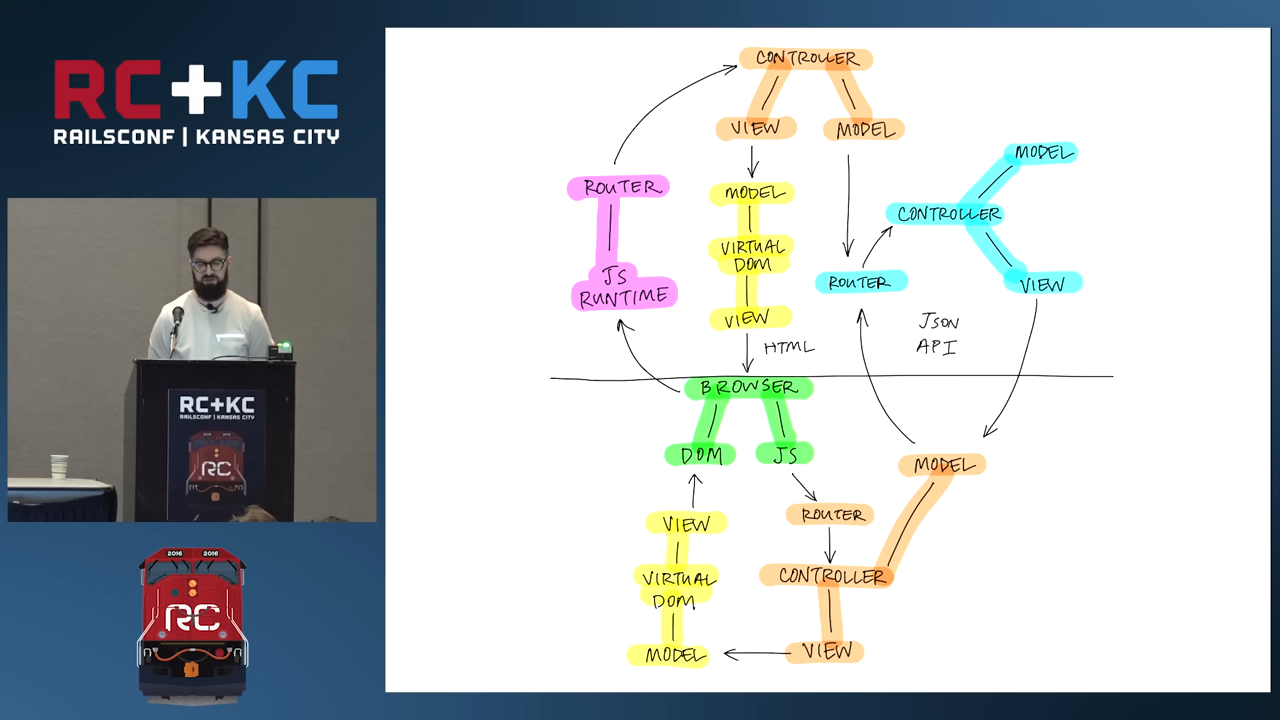 RC+KC
RAILSCONF | KANSAS CITY
RC+KC
RAILSCONF | KANSAS CITY
RC
2016 2016
RC
CONTROLLER
VIEW
MODEL
MODEL
ROUTER
MODEL
CONTROLLER
VIRTUAL
DOM
JS
RUNTIME
ROUTER
VIEW
VIEW
JSON
API
HTML
BROWSER
DOM
JS
MODEL
VIEW
ROUTER
VIRTUAL
DOM
CONTROLLER
MODEL
VIEW